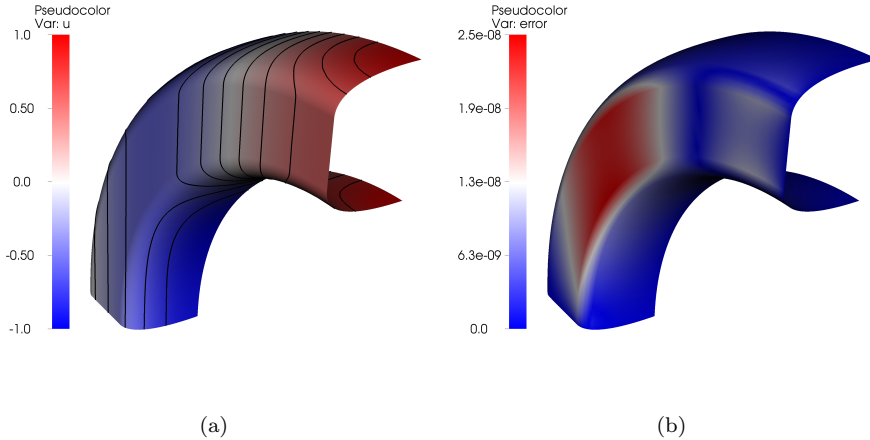 Pseudocolor
Var: u
1.0
0.50
0.0
-0.50
-1.0
(a)
Pseudocolor
Var: error
2.5e-08
1.9e-08
1.3e-08
6.3e-09
0.0
(b)